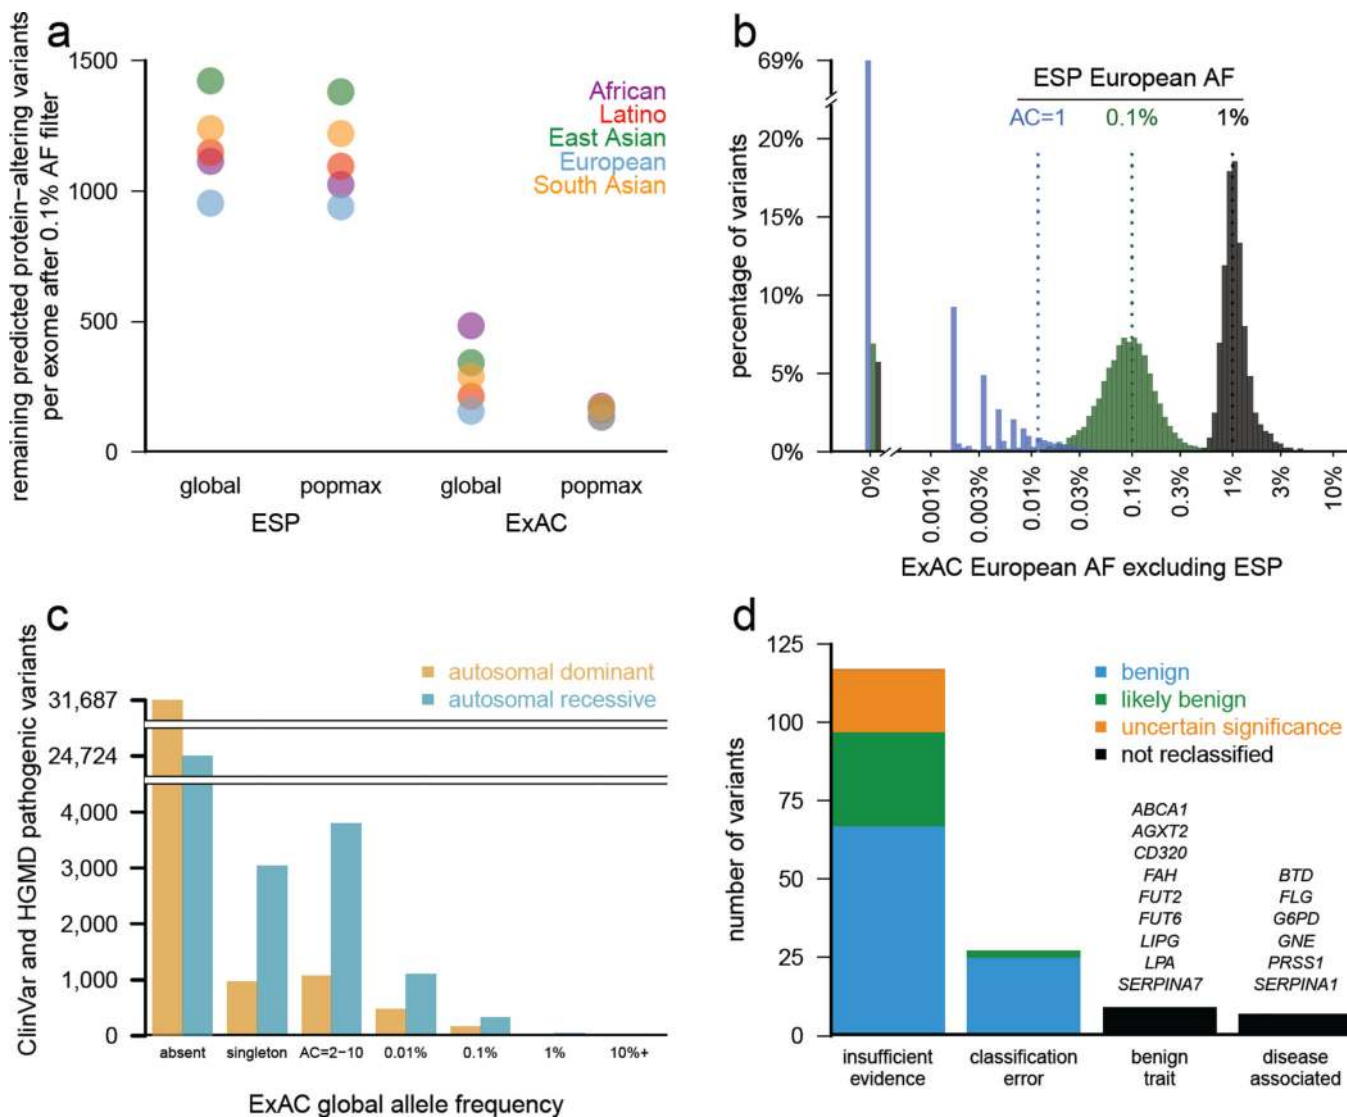 a
remaining predicted protein-altering variants
per exome after 0.1% AF filter
1500
1000
500
0
African
Latino
East Asian
European
South Asian
global
popmax
global
popmax
ESP
ExAC
b
percentage of variants
69%
20%
15%
10%
5%
0%
ESP European AF
AC=1
0.1%
1%
0%
0.001%
0.003%
0.01%
0.03%
0.1%
0.3%
1%
3%
10%
ExAC European AF excluding ESP
c
ClinVar and HGMD pathogenic variants
31,687
24,724
4,000
3,000
2,000
1,000
0
autosomal dominant
autosomal recessive
absent
singleton
AC=2-10
0.01%
0.1%
1%
10%+
ExAC global allele frequency
d
number of variants
125
100
75
50
25
0
benign
likely benign
uncertain significance
not reclassified
ABCA1
AGXT2
CD320
FAH
FUT2
FUT6
LIPG
LPA
SERPINA7
BTD
FLG
G6PD
GNE
PRSS1
SERPINA1
insufficient
evidence
classification
error
benign
trait
disease
associated